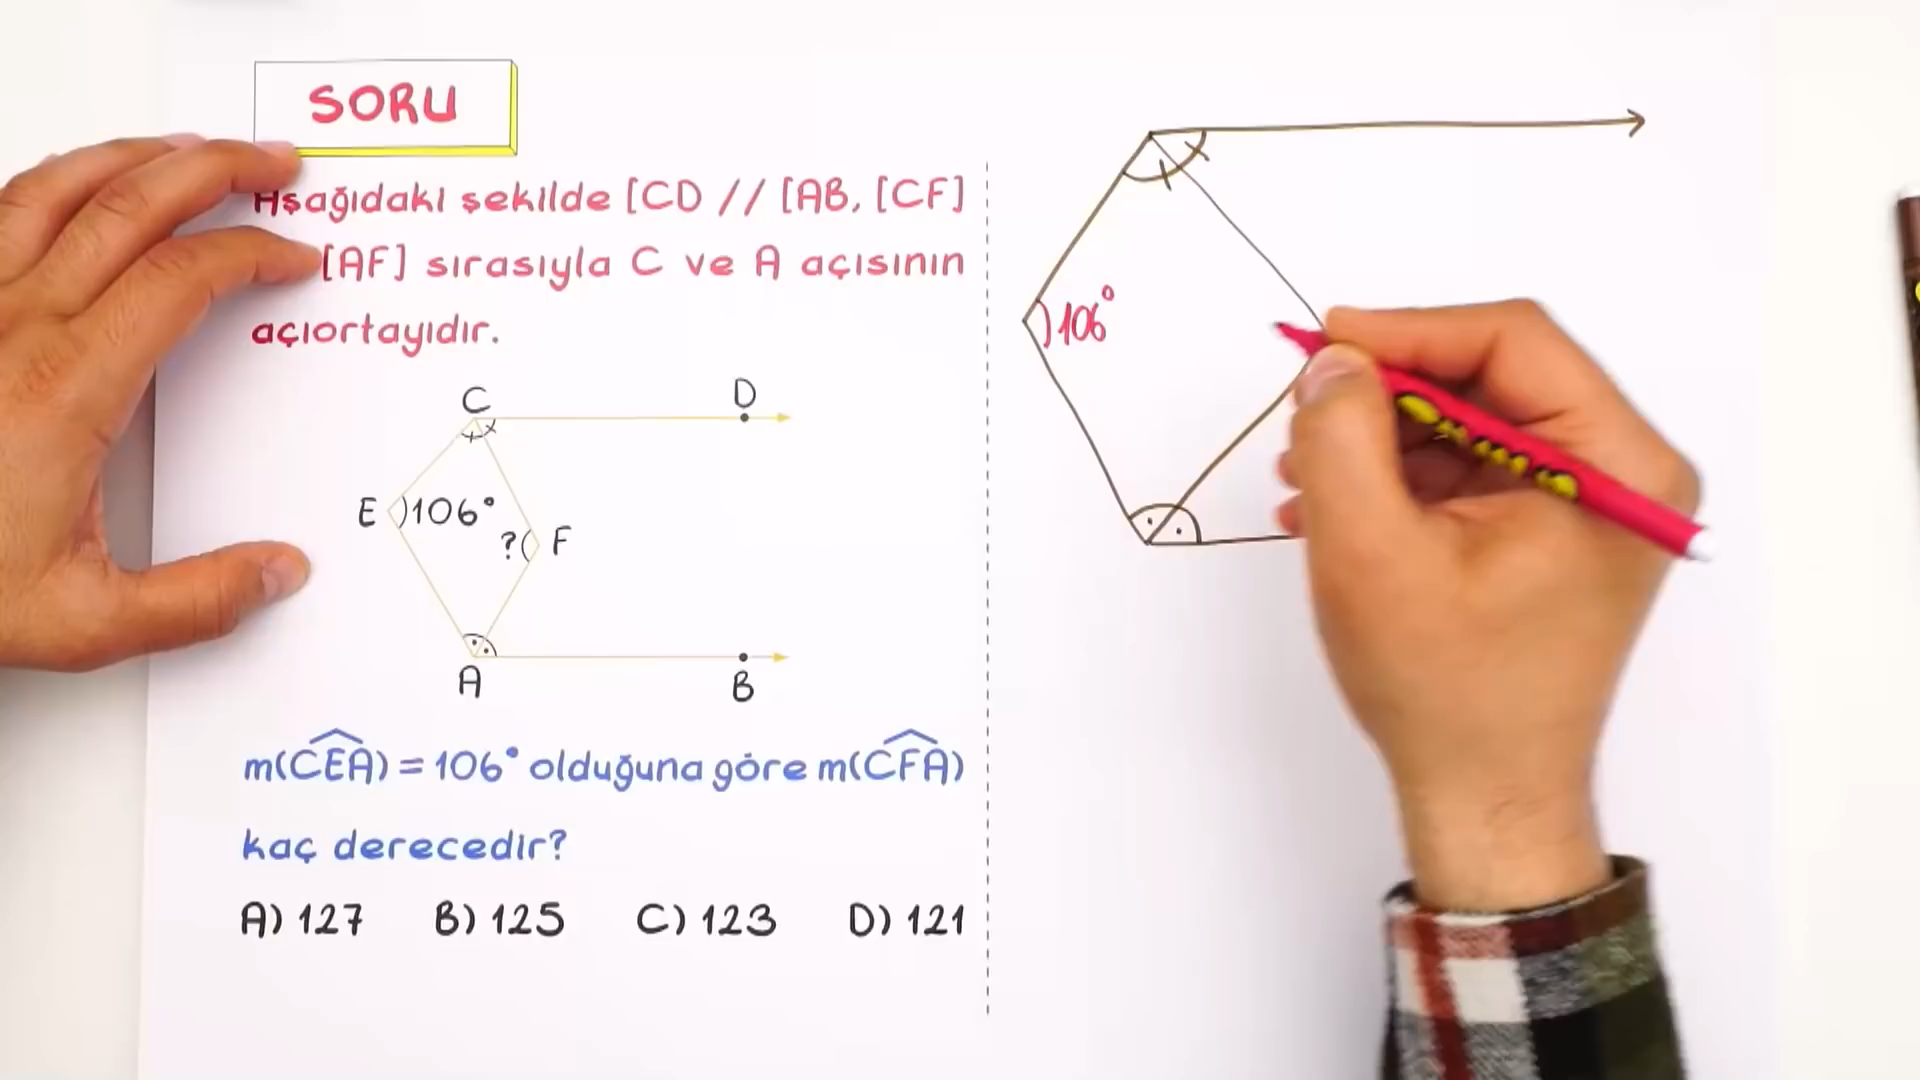 SORU
Aşağıdaki şekilde [CD // [AB, [CF]
[AF] sırasıyla C ve A açısının
açıortayıdır.
C
D
E
106°
?
F
A
B
m(CEA) = 106° olduğuna göre m(CFA)
kaç derecedir?
A) 127 B) 125 C) 123 D) 121
106°